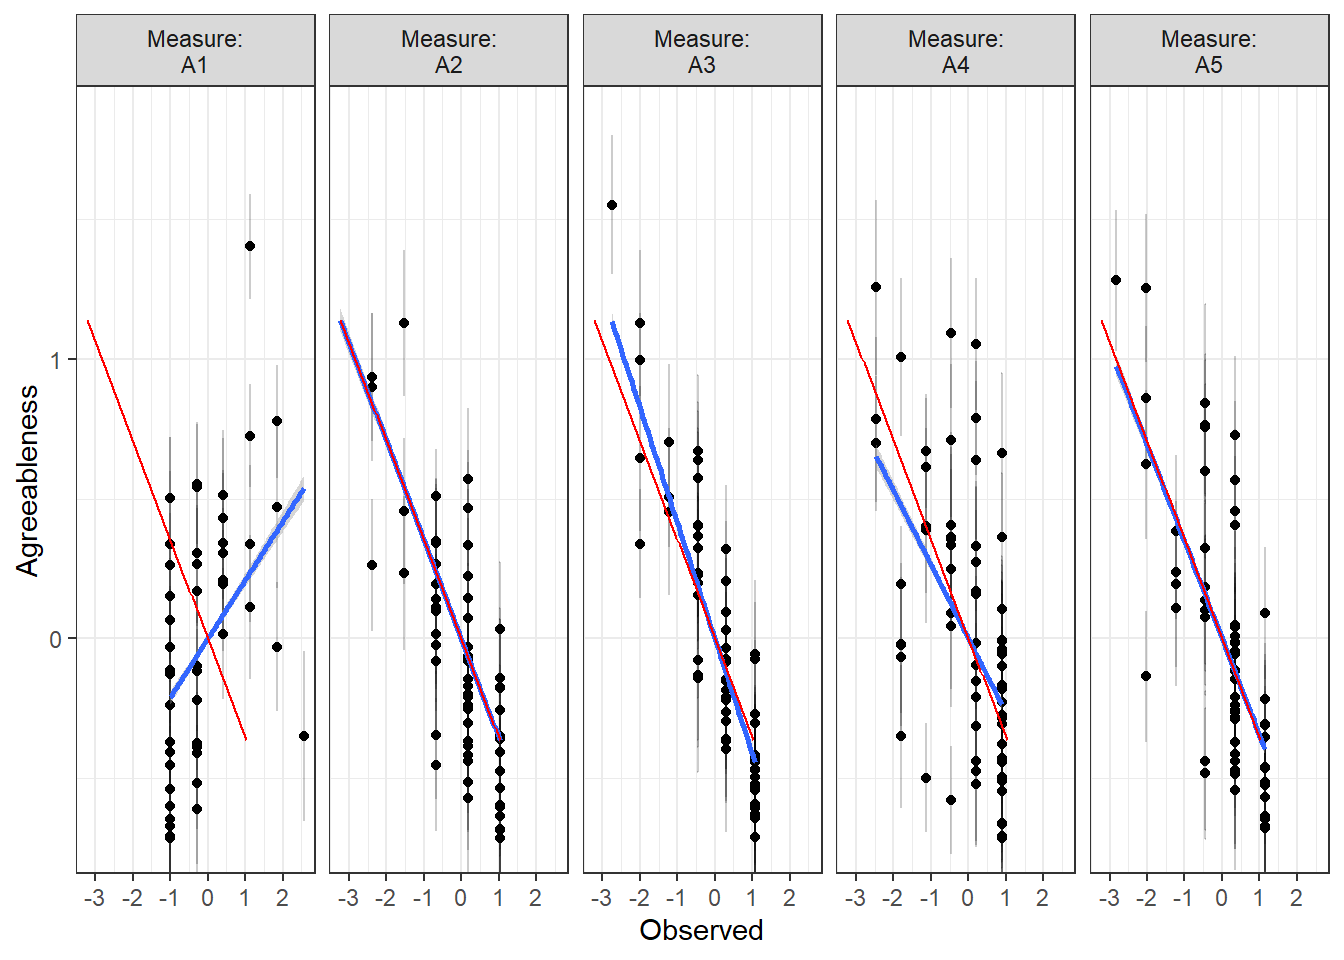 Measure:
A1
Measure:
A2
Measure:
A3
Measure:
A4
Measure:
A5
Agreeableness
1
0
-3 -2 -1 0 1 2
-3 -2 -1 0 1 2
-3 -2 -1 0 1 2
-3 -2 -1 0 1 2
-3 -2 -1 0 1 2
Observed